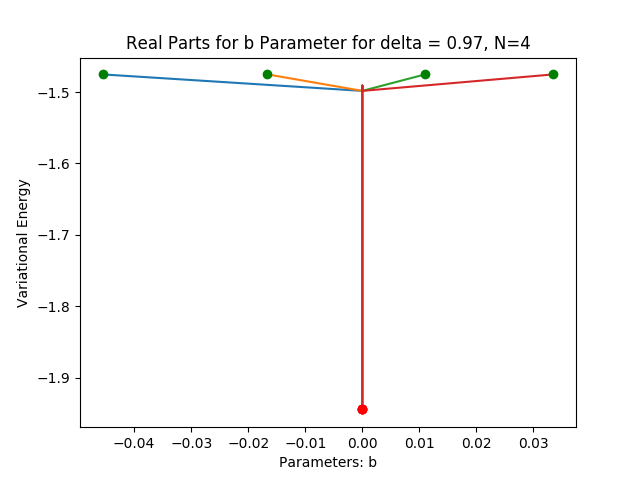 Real Parts for b Parameter for delta = 0.97, N=4
−1.5
−1.6
−1.7
−1.8
−1.9
Variational Energy
−0.04 −0.03 −0.02 −0.01 0.00 0.01 0.02 0.03
Parameters: b